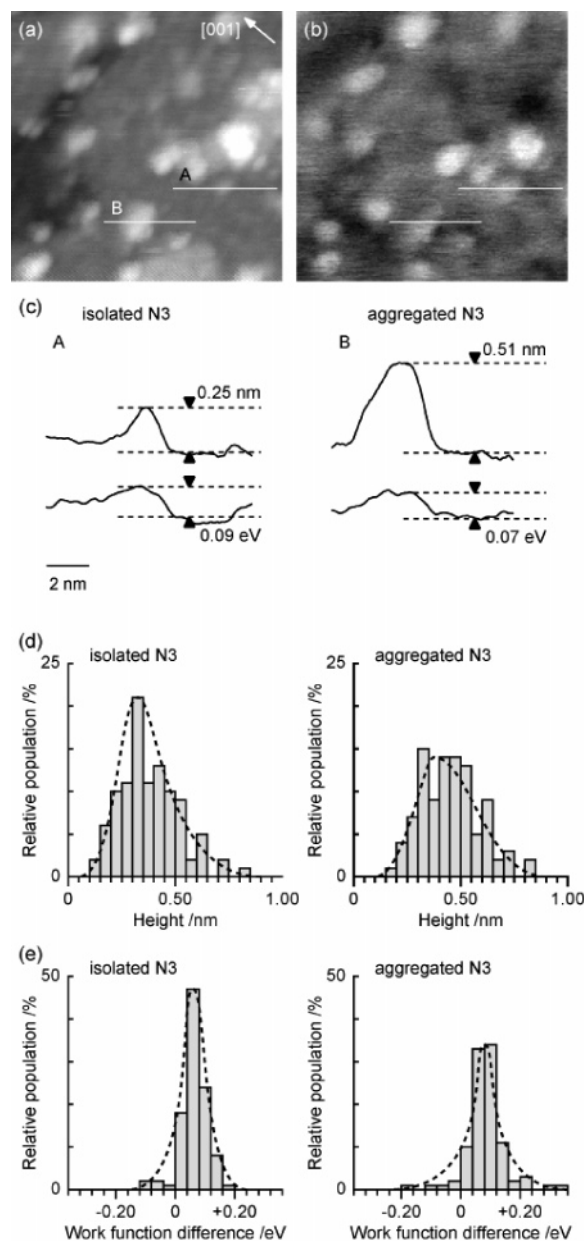 (a) [001] (b)
A
B
(c) isolated N3 aggregated N3
A B
0.25 nm 0.51 nm
0.09 eV 0.07 eV
2 nm
(d) isolated N3 aggregated N3
25 25
Relative population /% Relative population /%
0 0
0 0.50 1.00 0 0.50 1.00
Height /nm Height /nm
(e) isolated N3 aggregated N3
50 50
Relative population /% Relative population /%
0 0
-0.20 0 +0.20 -0.20 0 +0.20
Work function difference /eV Work function difference /eV